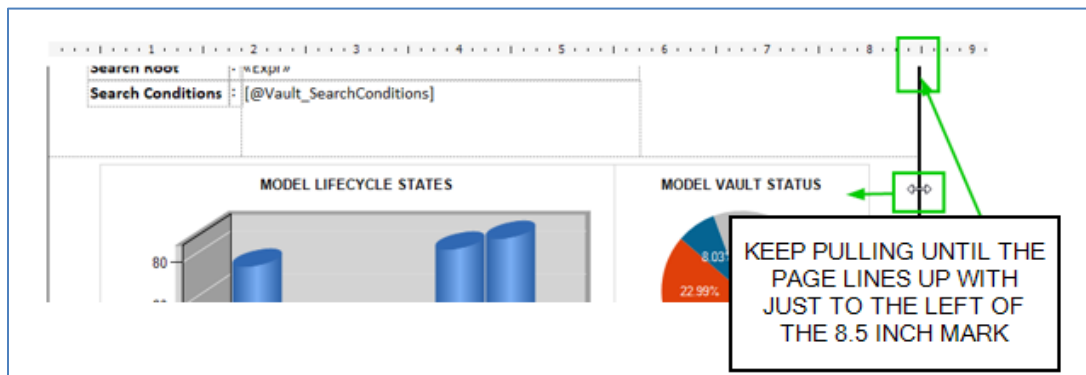 1 2 3 4 5 6 7 8 9
Search Root : «Expr»
Search Conditions : [@Vault_SearchConditions]
MODEL LIFECYCLE STATES
MODEL VAULT STATUS
80
8.03%
22.99%
KEEP PULLING UNTIL THE
PAGE LINES UP WITH
JUST TO THE LEFT OF
THE 8.5 INCH MARK